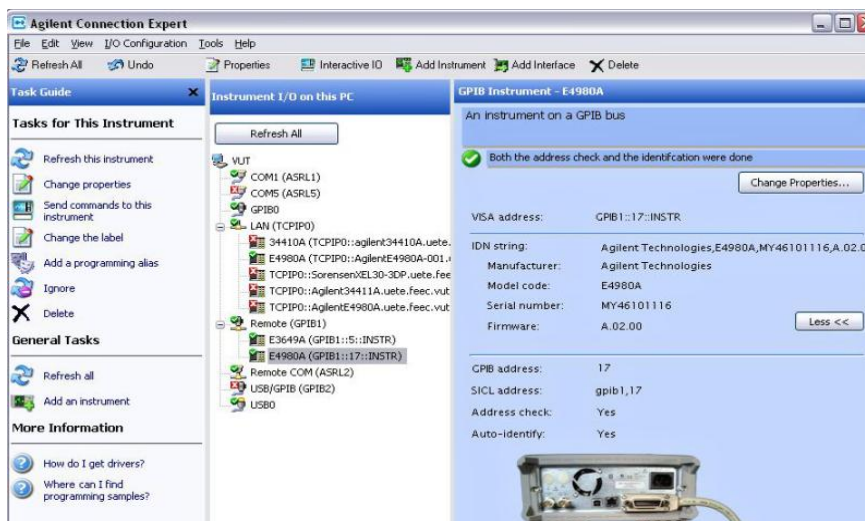 Agilent Connection Expert
File Edit View I/O Configuration Tools Help
Refresh All Undo Properties Interactive IO Add Instrument Add Interface Delete
Task Guide
Tasks for This Instrument
Refresh this instrument
Change properties
Send commands to this
instrument
Change the label
Add a programming alias
Ignore
Delete
General Tasks
Refresh all
Add an instrument
More Information
How do I get drivers?
Where can I find
programming samples?
Instrument I/O on this PC
Refresh All
VUT
COM1 (ASRL1)
COM5 (ASRL5)
GPIB0
LAN (TCPIP0)
34410A (TCPIP0::agilent34410A.uete.
E4980A (TCPIP0::AgilentE4980A-001.
TCPIP0::SorensenXEL30-3DP.uete.fee
TCPIP0::Agilent34411A.uete.feec.vut
TCPIP0::AgilentE4980A.uete.feec.vut
Remote (GPIB1)
E3649A (GPIB1::5::INSTR)
E4980A (GPIB1::17::INSTR)
Remote COM (ASRL2)
USB/GPIB (GPIB2)
USB0
GPIB Instrument - E4980A
An instrument on a GPIB bus
Both the address check and the identifcation were done
Change Properties...
VISA address: GPIB1::17::INSTR
IDN string: Agilent Technologies,E4980A,MY46101116,A.02.0
Manufacturer: Agilent Technologies
Model code: E4980A
Serial number: MY46101116
Firmware: A.02.00
Less <<
GPIB address: 17
SICL address: gpib1,17
Address check: Yes
Auto-identify: Yes